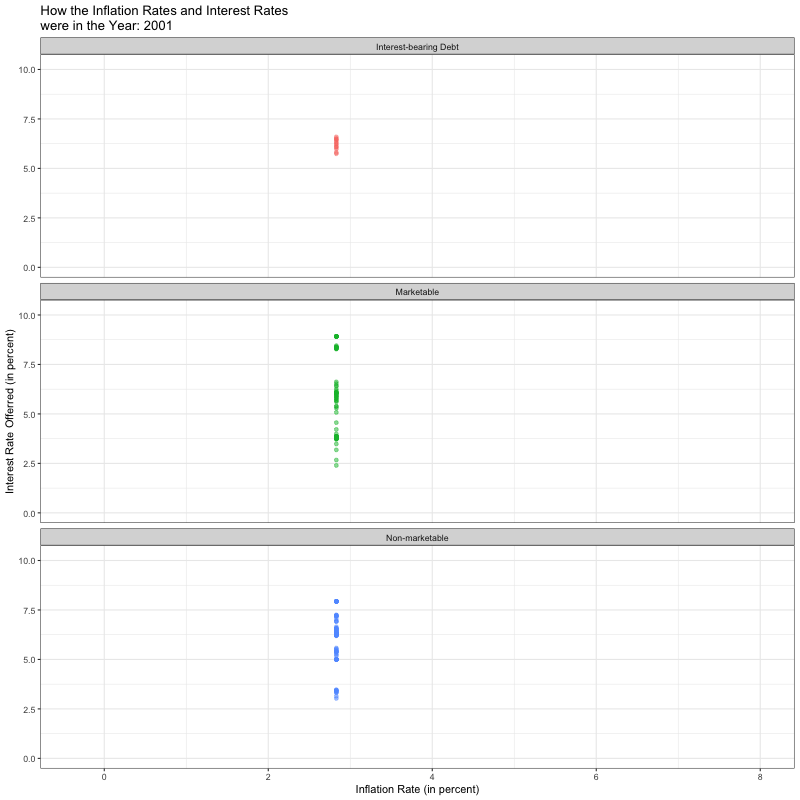 How the Inflation Rates and Interest Rates
were in the Year: 2001
Interest-bearing Debt
10.0
7.5
5.0
2.5
0.0
Marketable
10.0
7.5
5.0
2.5
0.0
Interest Rate Offerred (in percent)
Non-marketable
10.0
7.5
5.0
2.5
0.0
0 2 4 6 8
Inflation Rate (in percent)